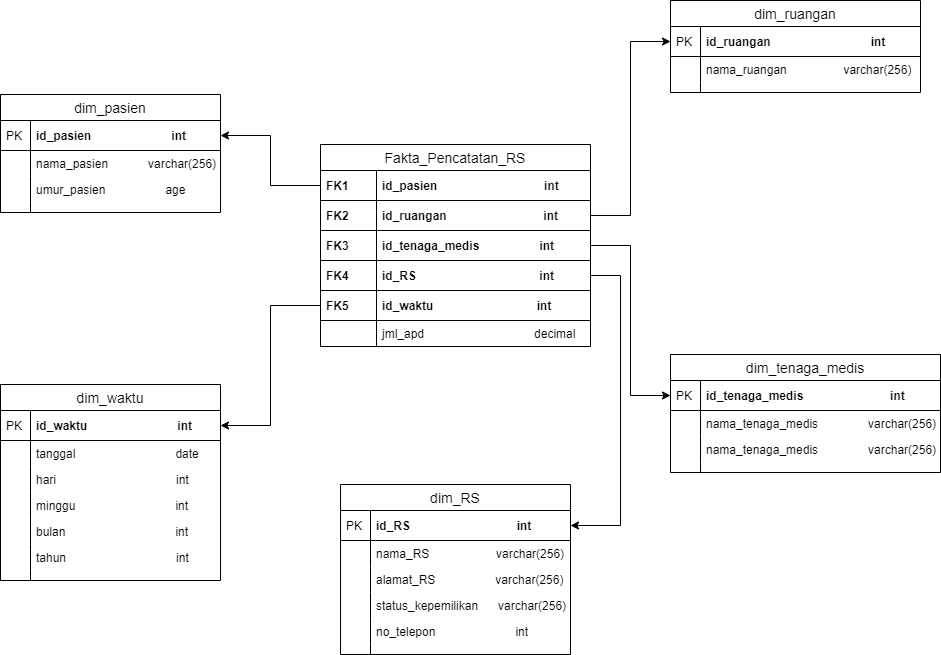 dim_ruangan
PK id_ruangan int
nama_ruangan varchar(256)
dim_pasien
PK id_pasien int
nama_pasien varchar(256)
umur_pasien age
Fakta_Pencatatan_RS
FK1 id_pasien int
FK2 id_ruangan int
FK3 id_tenaga_medis int
FK4 id_RS int
FK5 id_waktu int
jml_apd decimal
dim_tenaga_medis
PK id_tenaga_medis int
nama_tenaga_medis varchar(256)
nama_tenaga_medis varchar(256)
dim_waktu
PK id_waktu int
tanggal date
hari int
minggu int
bulan int
tahun int
dim_RS
PK id_RS int
nama_RS varchar(256)
alamat_RS varchar(256)
status_kepemilikan varchar(256)
no_telepon int